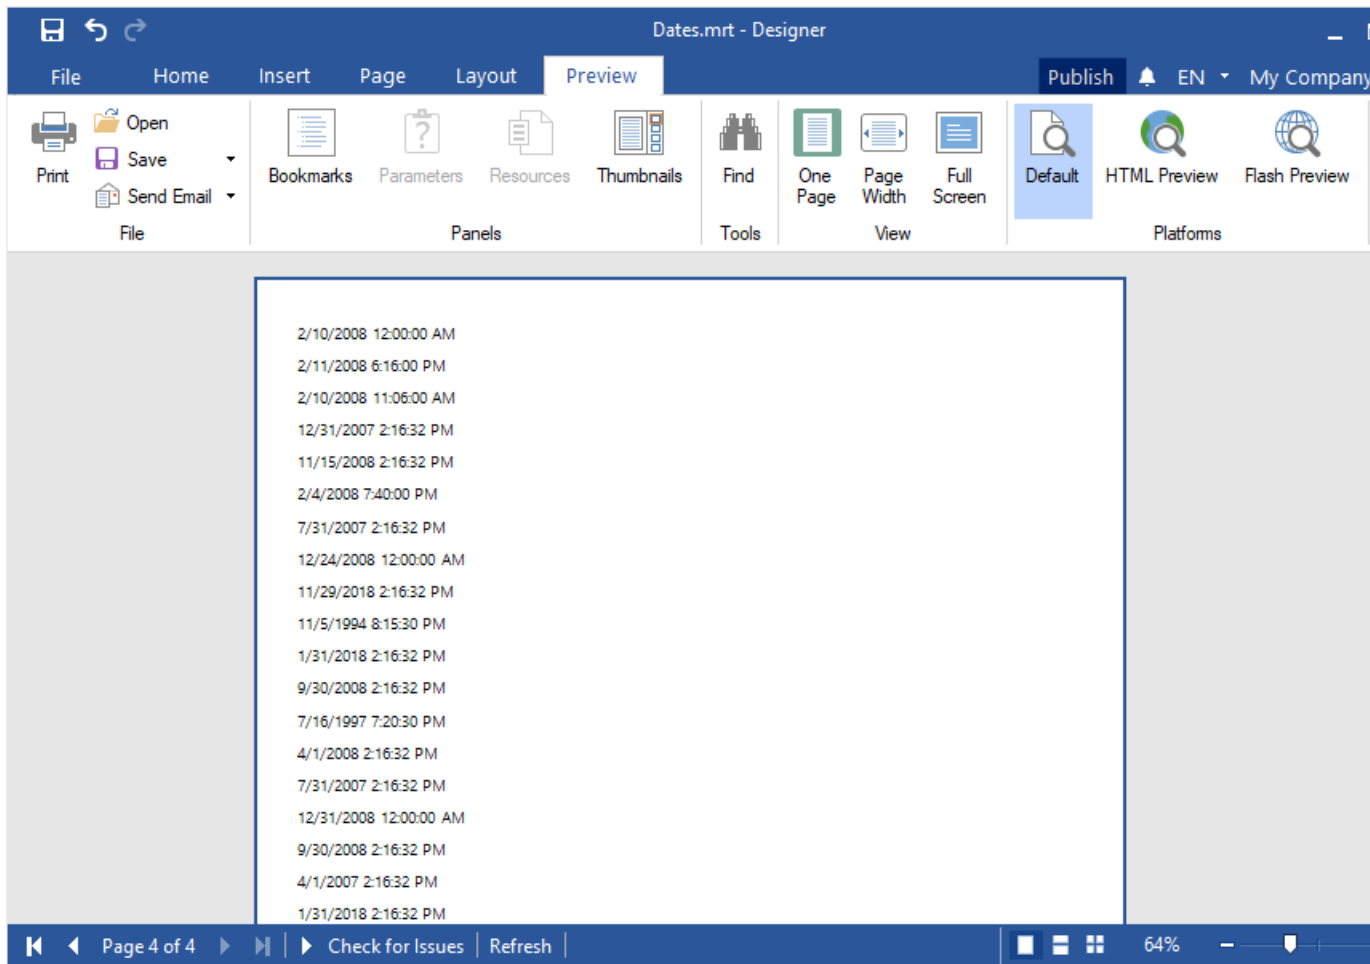 Dates.mrt - Designer
File Home Insert Page Layout Preview Publish EN My Company
Print Open Save Send Email
Bookmarks Parameters Resources Thumbnails Find One Page Page Width Full Screen Default HTML Preview Flash Preview
File Panels Tools View Platforms
2/10/2008 12:00:00 AM
2/11/2008 6:16:00 PM
2/10/2008 11:06:00 AM
12/31/2007 2:16:32 PM
11/15/2008 2:16:32 PM
2/4/2008 7:40:00 PM
7/31/2007 2:16:32 PM
12/24/2008 12:00:00 AM
11/29/2018 2:16:32 PM
11/5/1994 8:15:30 PM
1/31/2018 2:16:32 PM
9/30/2008 2:16:32 PM
7/16/1997 7:20:30 PM
4/1/2008 2:16:32 PM
7/31/2007 2:16:32 PM
12/31/2008 12:00:00 AM
9/30/2008 2:16:32 PM
4/1/2007 2:16:32 PM
1/31/2018 2:16:32 PM
Page 4 of 4 Check for Issues Refresh 64%